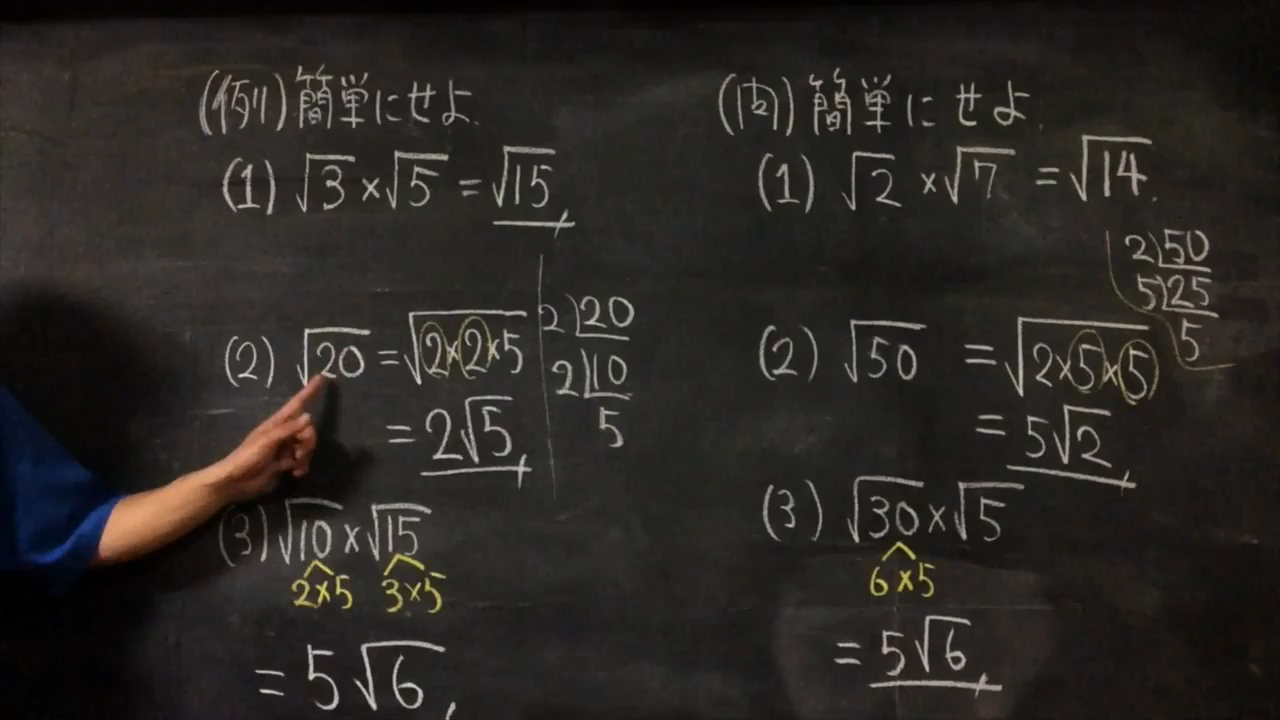 (例)簡単にせよ.
(1) √3×√5 = √15
(2) √20 = √2×2×5
= 2√5
2)20
2)10
5
(3) √10×√15
2×5 3×5
= 5√6
(問)簡単にせよ.
(1) √2×√7 = √14
2)50
5)25
5
(2) √50 = √2×5×5
= 5√2
(3) √30×√5
6×5
= 5√6